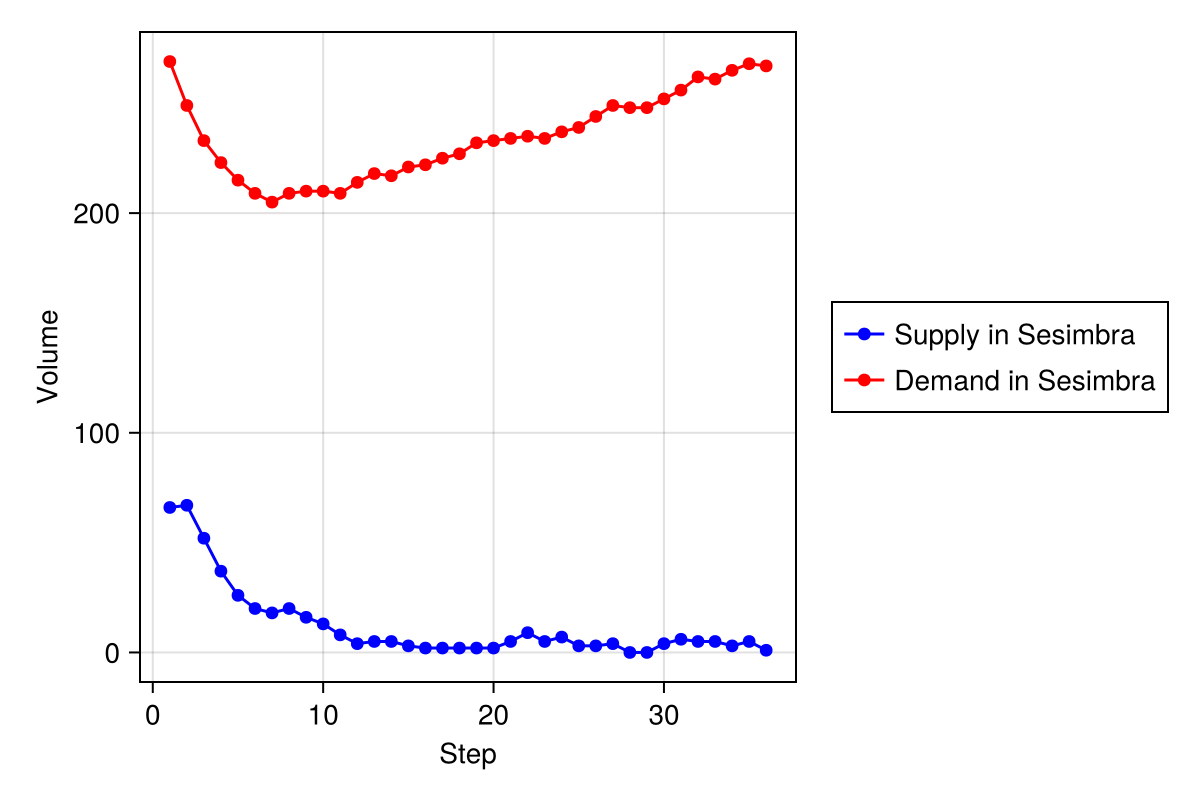 200
100
0
Volume
0 10 20 30
Step
Supply in Sesimbra
Demand in Sesimbra